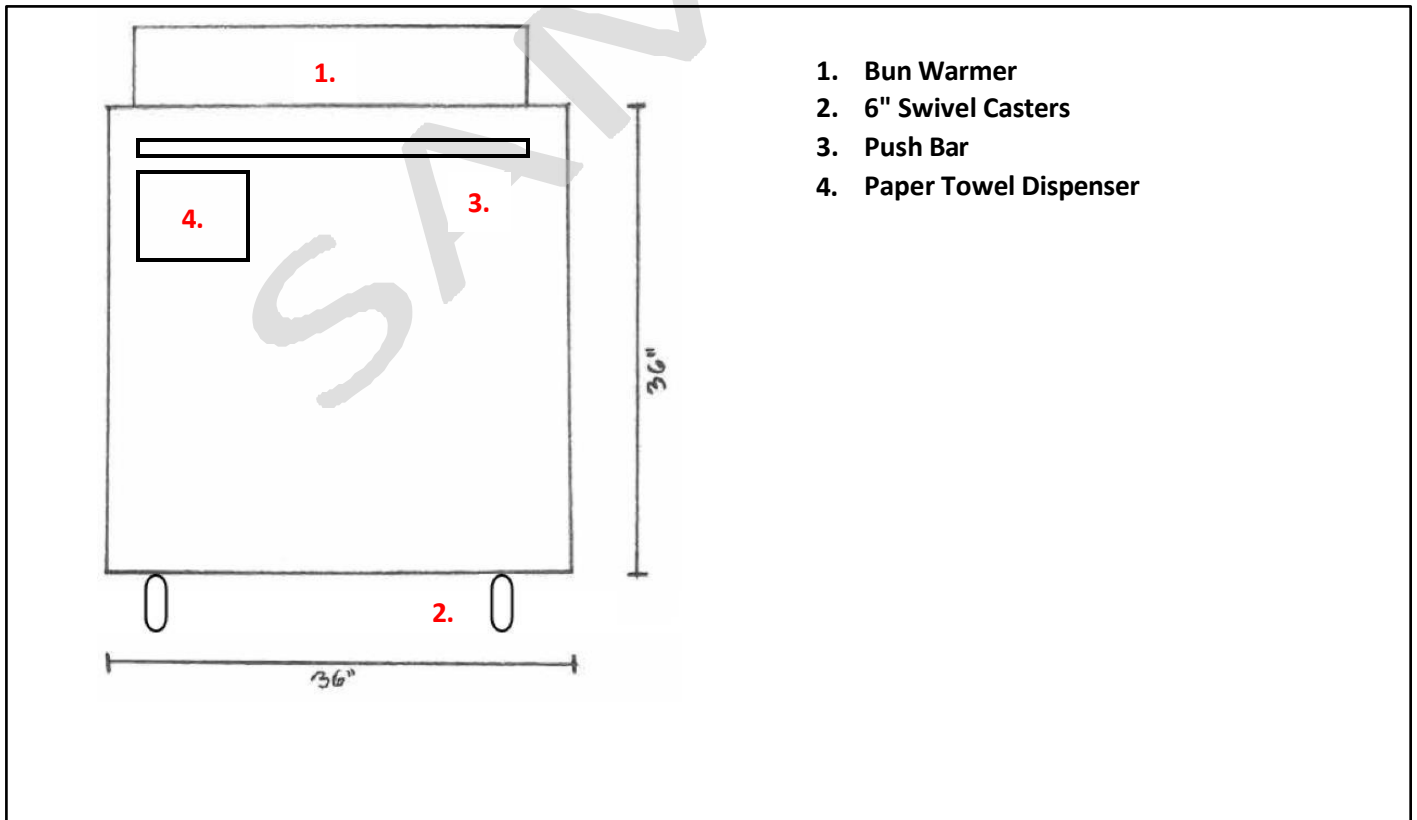 1.
3.
4.
36"
2.
36"
1. Bun Warmer
2. 6" Swivel Casters
3. Push Bar
4. Paper Towel Dispenser
SAM